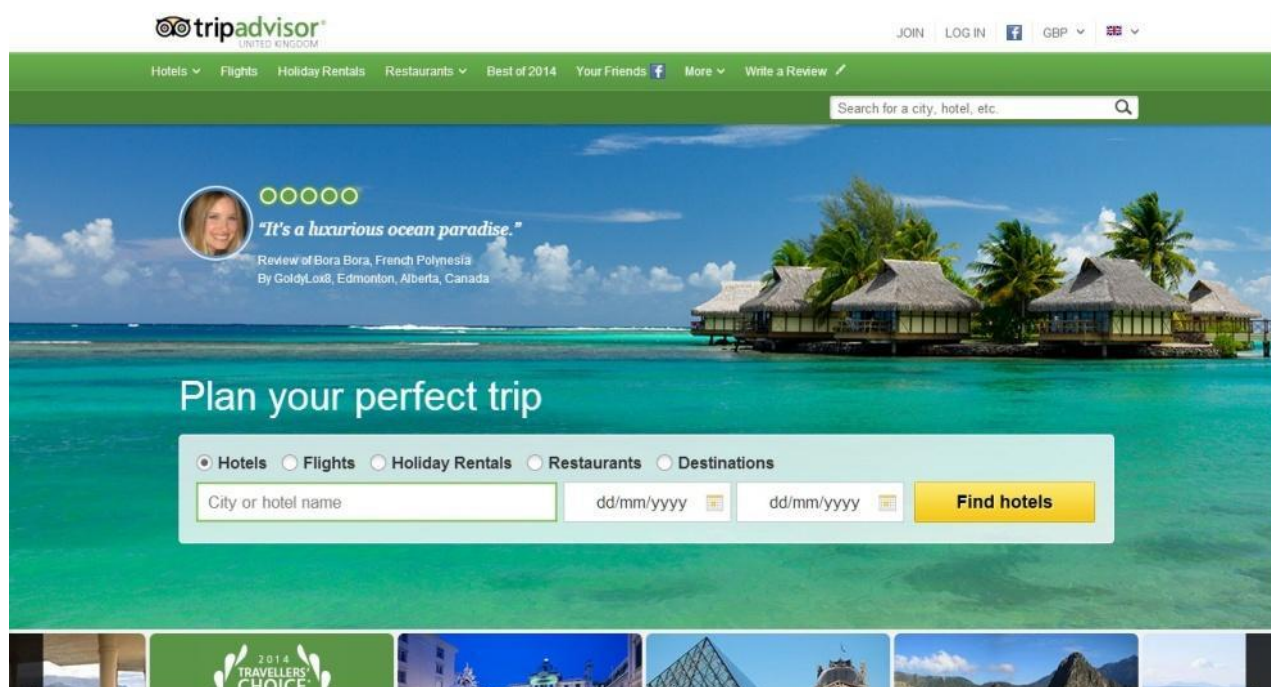 tripadvisor®
UNITED KINGDOM
JOIN LOG IN f GBP
Hotels Flights Holiday Rentals Restaurants Best of 2014 Your Friends f More Write a Review
Search for a city, hotel, etc.
"It's a luxurious ocean paradise."
Review of Bora Bora, French Polynesia
By GoldyLox8, Edmonton, Alberta, Canada
Plan your perfect trip
Hotels Flights Holiday Rentals Restaurants Destinations
City or hotel name dd/mm/yyyy dd/mm/yyyy Find hotels
2014
TRAVELLERS'
CHOICE